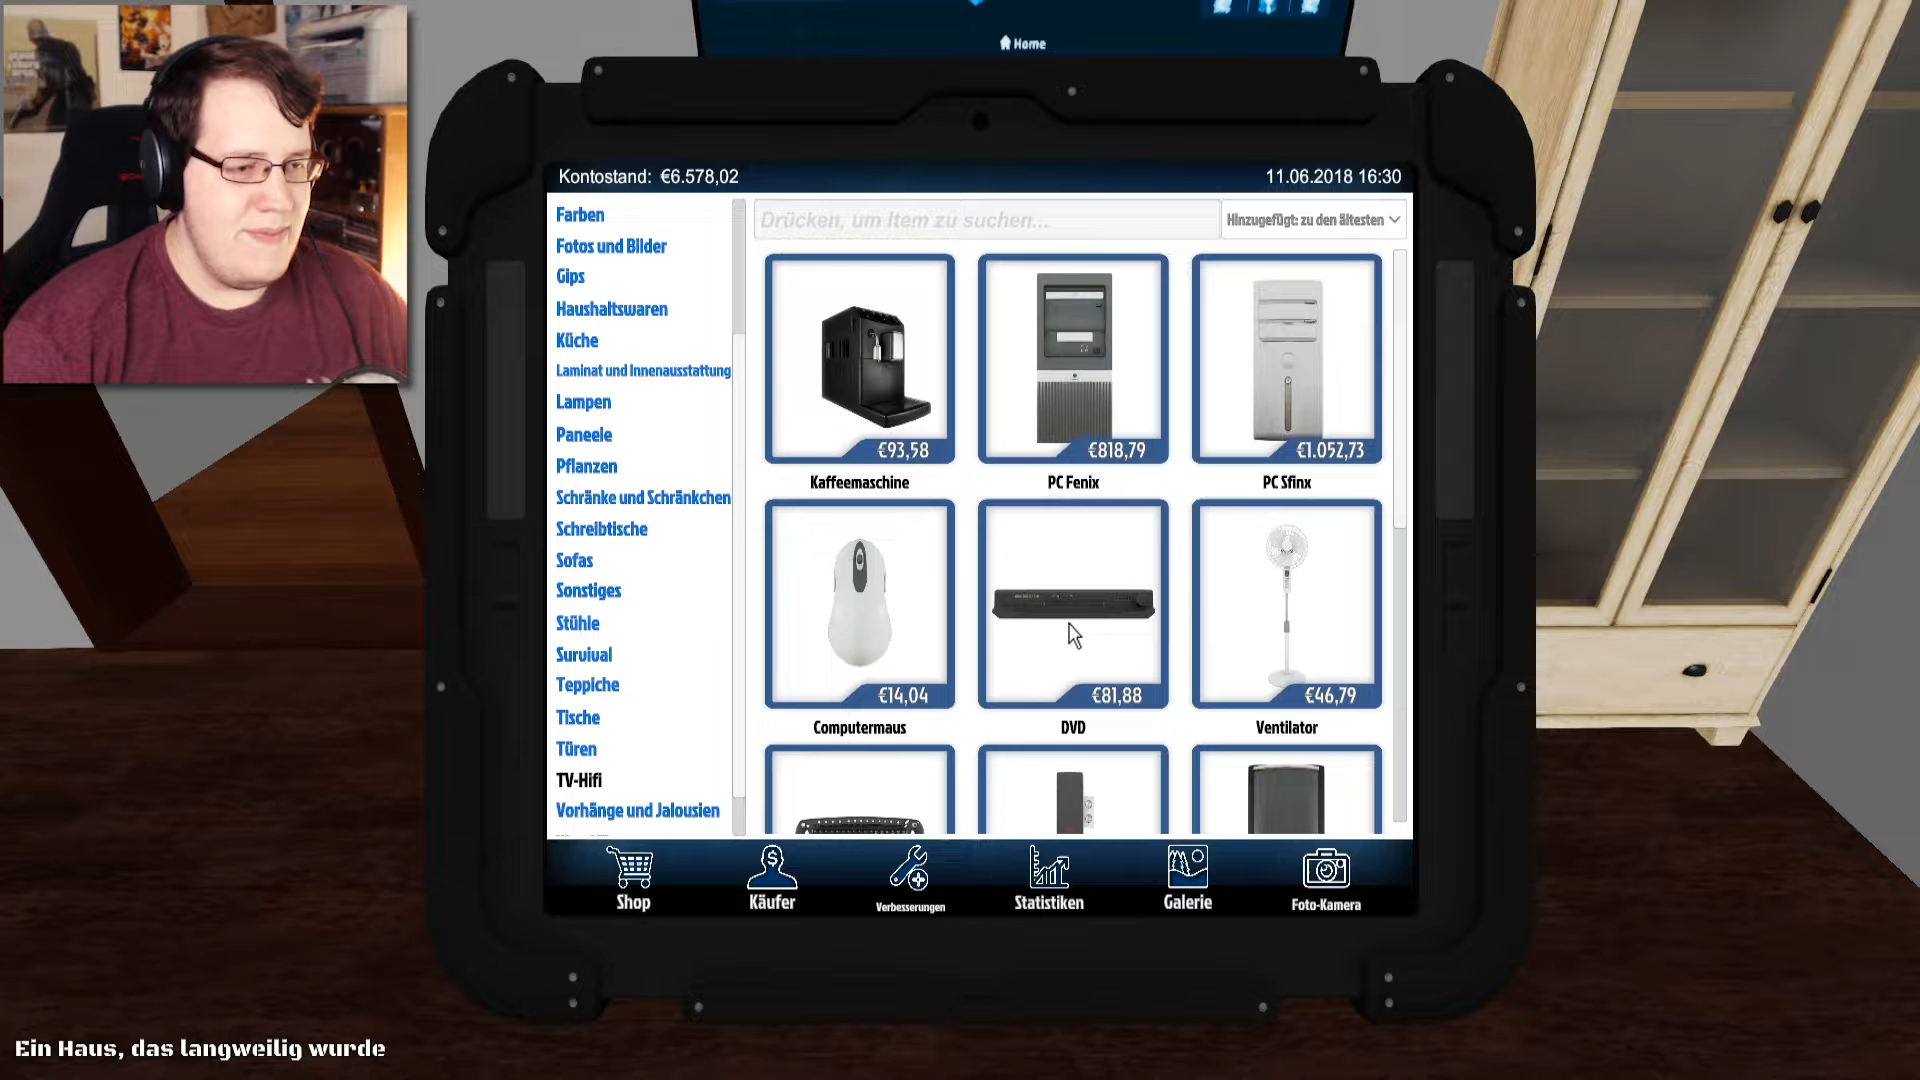 Home
Kontostand: €6.578,02
11.06.2018 16:30
Farben
Fotos und Bilder
Gips
Haushaltswaren
Küche
Laminat und Innenausstattung
Lampen
Paneele
Pflanzen
Schränke und Schränkchen
Schreibtische
Sofas
Sonstiges
Stühle
Survival
Teppiche
Tische
Türen
TV-Hifi
Vorhänge und Jalousien
Drücken, um Item zu suchen...
Hinzugefügt: zu den ältesten
€93,58
€818,79
€1.052,73
Kaffeemaschine
PC Fenix
PC Sfinx
€14,04
€81,88
€46,79
Computermaus
DVD
Ventilator
Shop
Käufer
Verbesserungen
Statistiken
Galerie
Foto-Kamera
Ein Haus, das langweilig wurde